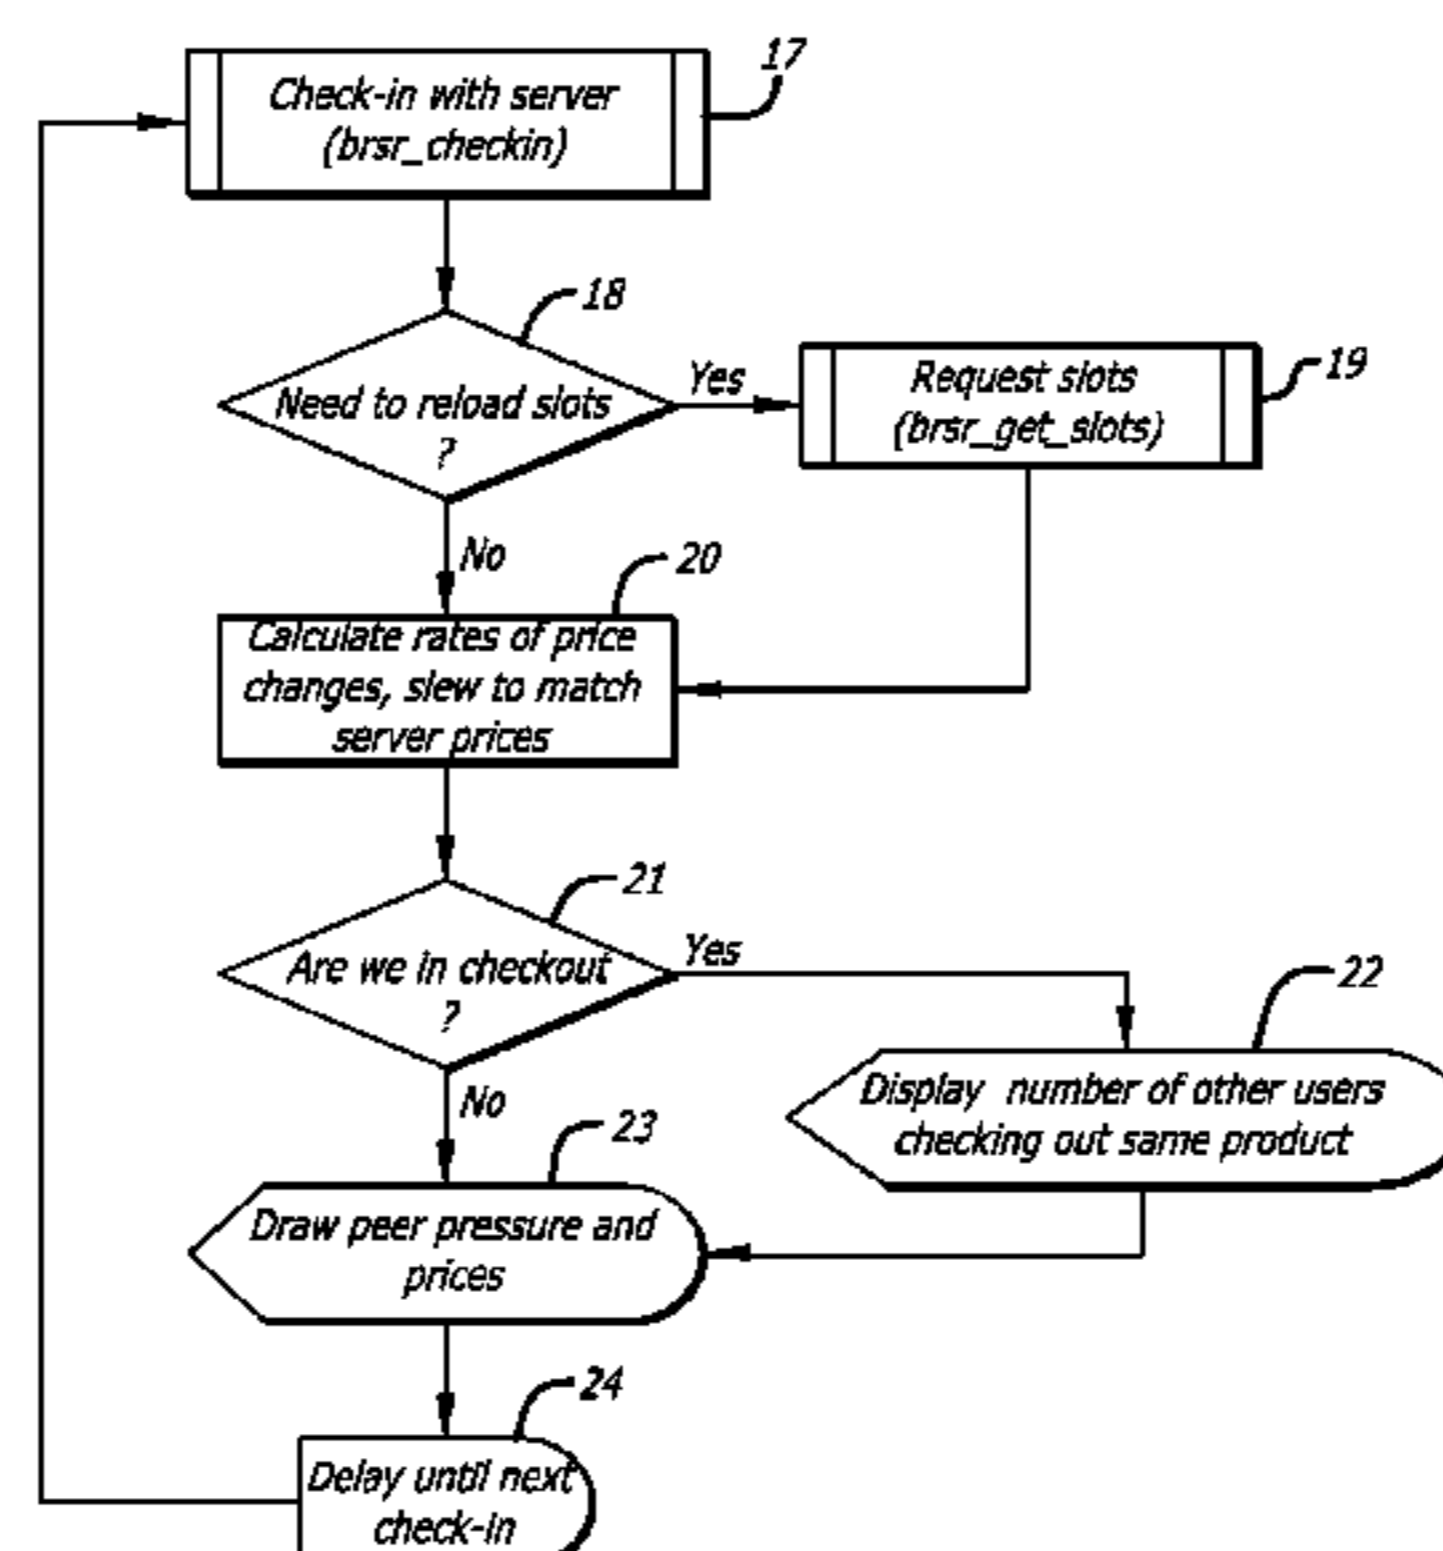 17
Check-in with server
(brsr_checkin)
18
Need to reload slots
?
Yes
Request slots
(brsr_get_slots)
19
No
20
Calculate rates of price
changes, slew to match
server prices
21
Are we in checkout
?
Yes
22
Display number of other users
checking out same product
No
23
Draw peer pressure and
prices
24
Delay until next
check-in